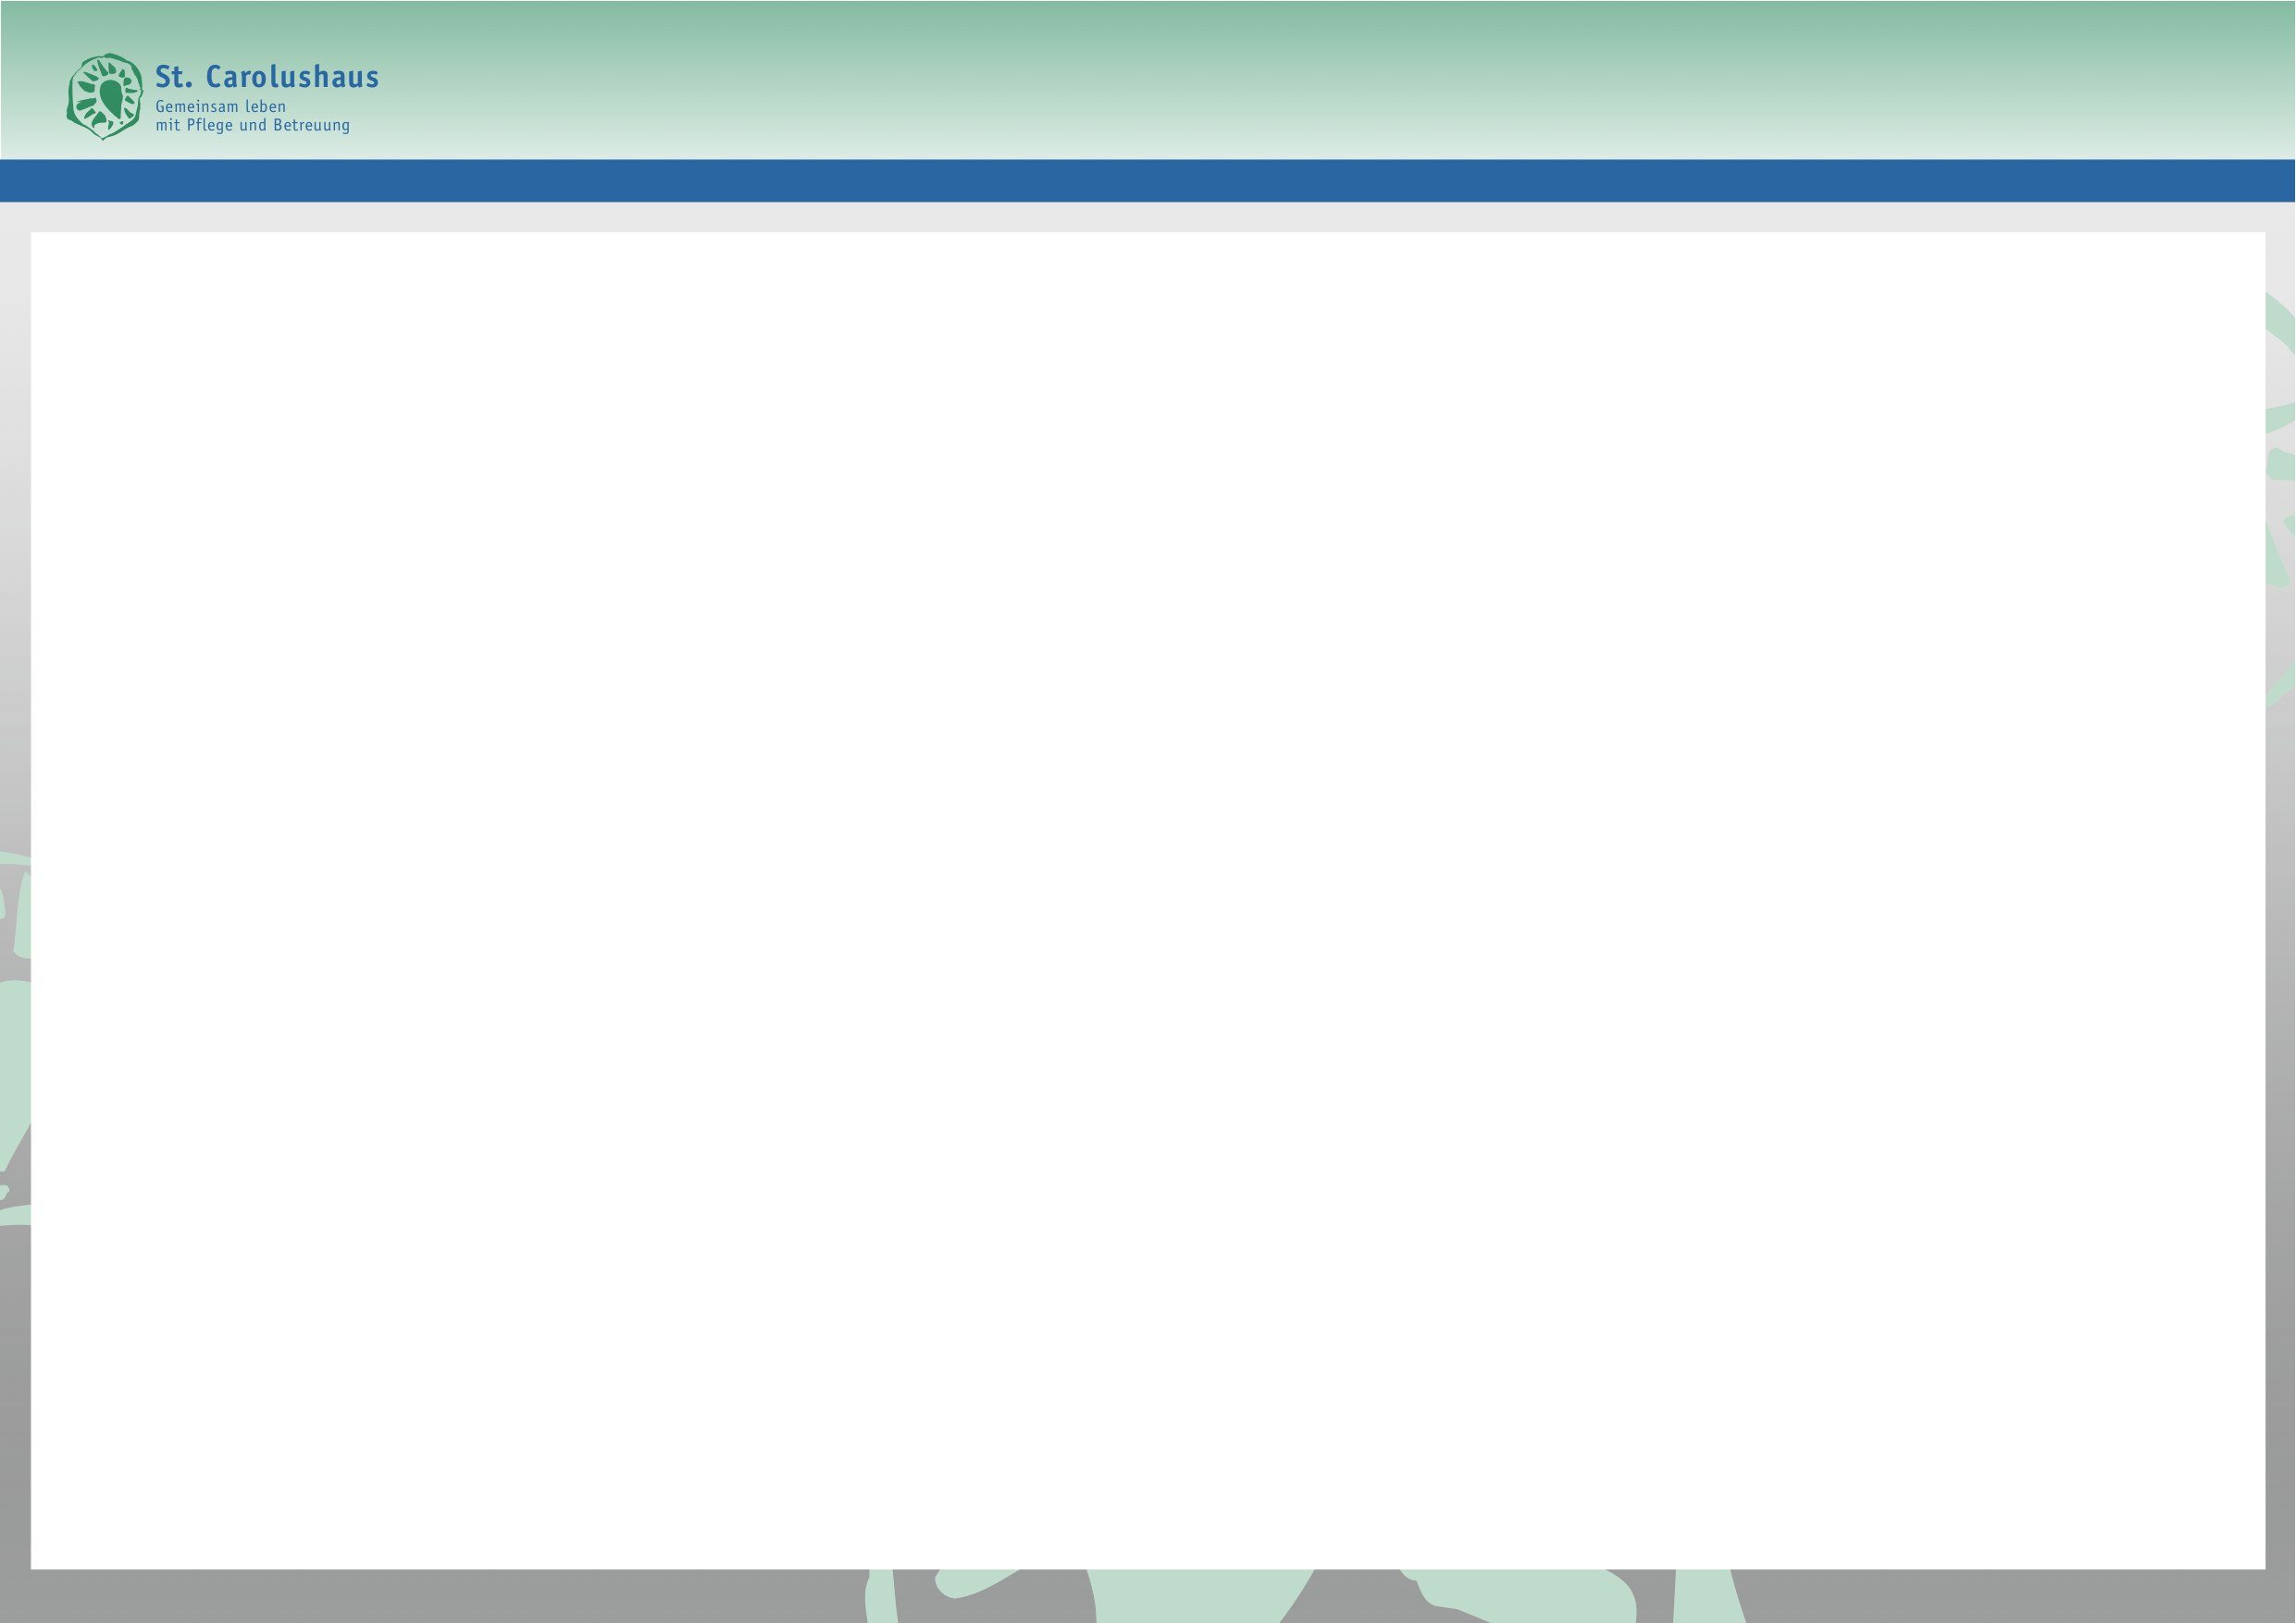 St. Carolushaus
Gemeinsam leben
mit Pflege und Betreuung